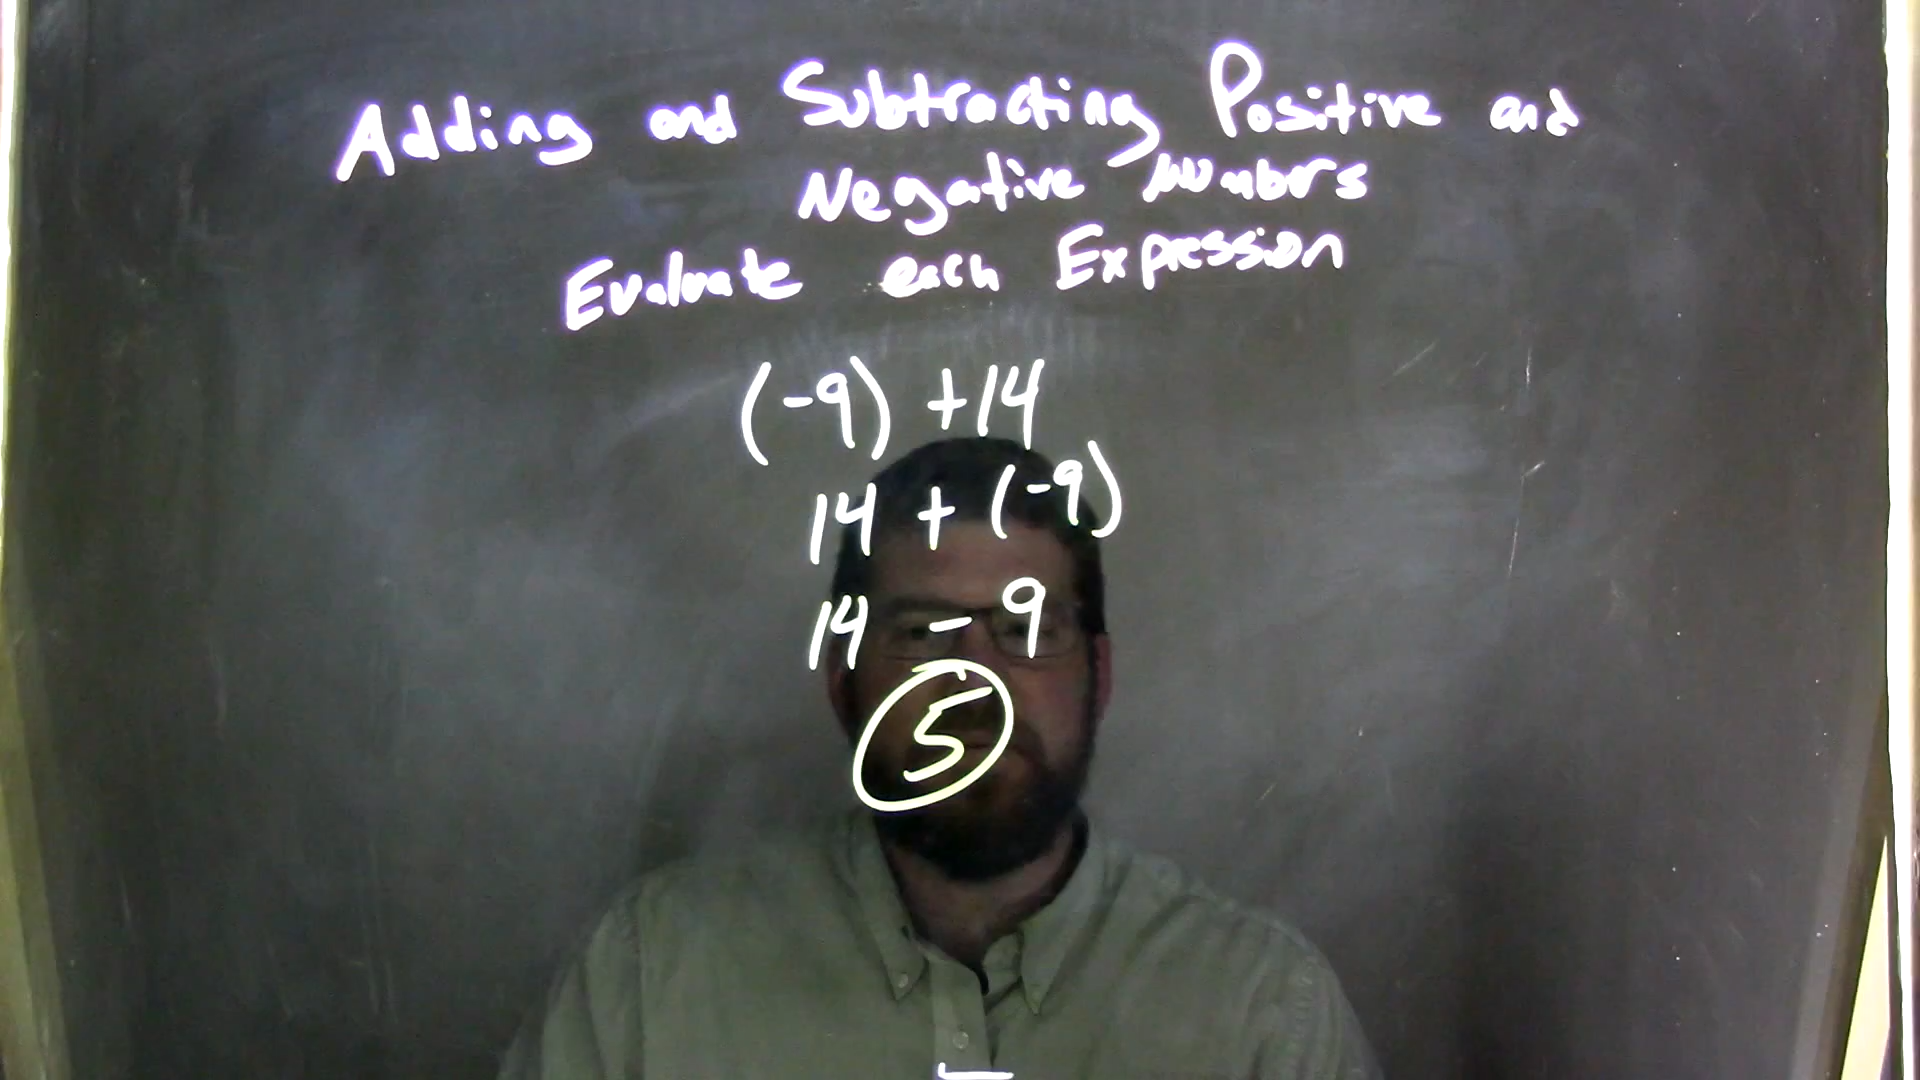 Adding and Subtracting Positive and
Negative Numbers
Evaluate each Expression
(-9) +14
14 + (-9)
14 - 9
5